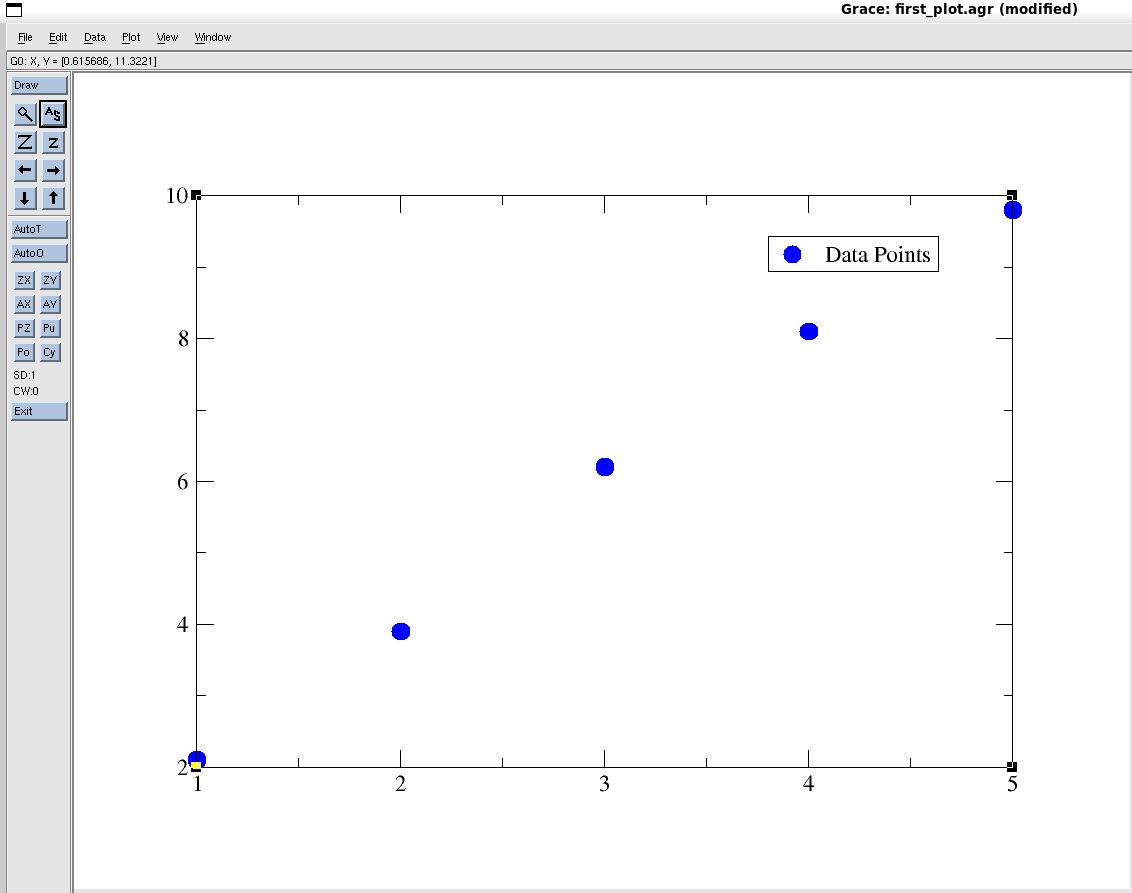 Grace: first_plot.agr (modified)
File Edit Data Plot View Window
G0: X, Y = [0.615686, 11.3221]
Draw
AS
Z z
AutoT
AutoO
ZX ZY
AX AY
PZ Pu
Po Cy
SD:1
CW:0
Exit
10
Data Points
8
6
4
2
1 2 3 4 5